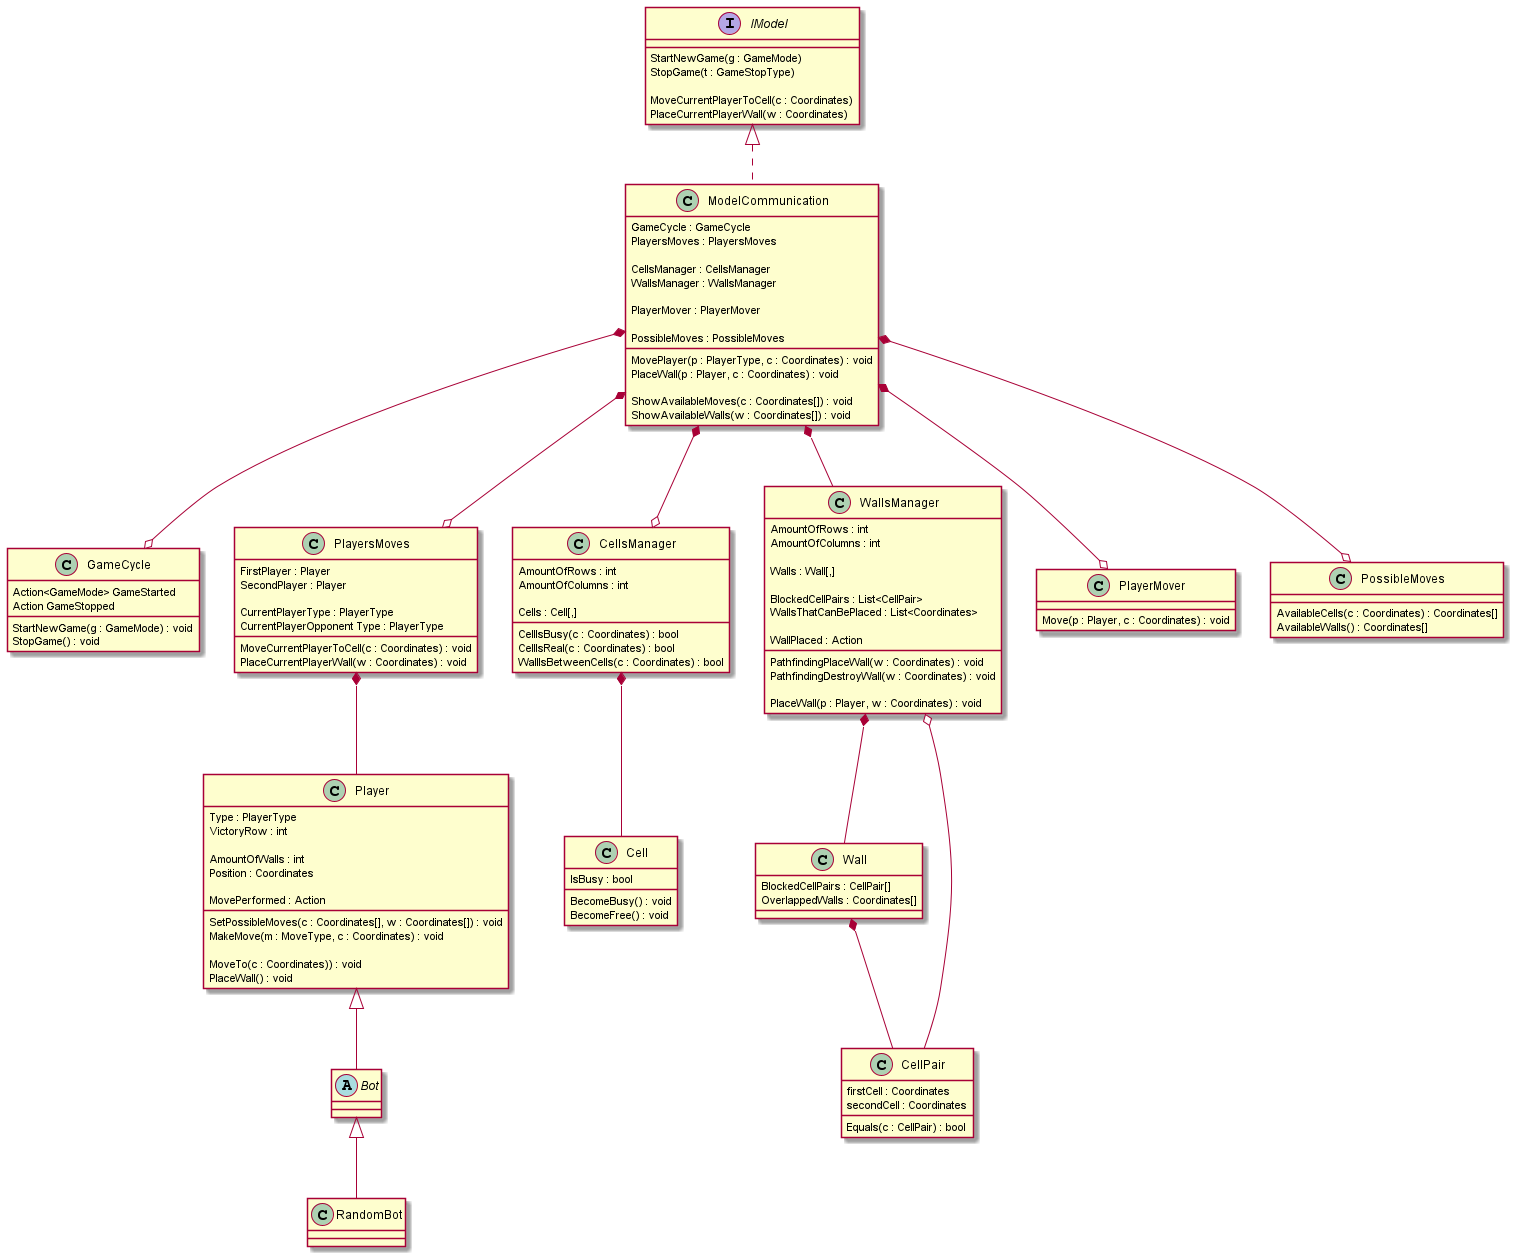 I IModel
StartNewGame(g : GameMode)
StopGame(t : GameStopType)
MoveCurrentPlayerToCell(c : Coordinates)
PlaceCurrentPlayerWall(w : Coordinates)
C ModelCommunication
GameCycle : GameCycle
PlayersMoves : PlayersMoves
CellsManager : CellsManager
WallsManager : WallsManager
PlayerMover : PlayerMover
PossibleMoves : PossibleMoves
MovePlayer(p : PlayerType, c : Coordinates) : void
PlaceWall(p : Player, c : Coordinates) : void
ShowAvailableMoves(c : Coordinates[]) : void
ShowAvailableWalls(w : Coordinates[]) : void
C GameCycle
Action<GameMode> GameStarted
Action GameStopped
StartNewGame(g : GameMode) : void
StopGame() : void
C PlayersMoves
FirstPlayer : Player
SecondPlayer : Player
CurrentPlayerType : PlayerType
CurrentPlayerOpponent Type : PlayerType
MoveCurrentPlayerToCell(c : Coordinates) : void
PlaceCurrentPlayerWall(w : Coordinates) : void
C CellsManager
AmountOfRows : int
AmountOfColumns : int
Cells : Cell[,]
CellIsBusy(c : Coordinates) : bool
CellIsReal(c : Coordinates) : bool
WallIsBetweenCells(c : Coordinates) : bool
C WallsManager
AmountOfRows : int
AmountOfColumns : int
Walls : Wall[,]
BlockedCellPairs : List<CellPair>
WallsThatCanBePlaced : List<Coordinates>
WallPlaced : Action
PathfindingPlaceWall(w : Coordinates) : void
PathfindingDestroyWall(w : Coordinates) : void
PlaceWall(p : Player, w : Coordinates) : void
C PlayerMover
Move(p : Player, c : Coordinates) : void
C PossibleMoves
AvailableCells(c : Coordinates) : Coordinates[]
AvailableWalls() : Coordinates[]
C Player
Type : PlayerType
VictoryRow : int
AmountOfWalls : int
Position : Coordinates
MovePerformed : Action
SetPossibleMoves(c : Coordinates[], w : Coordinates[]) : void
MakeMove(m : MoveType, c : Coordinates) : void
MoveTo(c : Coordinates)) : void
PlaceWall() : void
C Cell
IsBusy : bool
BecomeBusy() : void
BecomeFree() : void
C Wall
BlockedCellPairs : CellPair[]
OverlappedWalls : Coordinates[]
A Bot
C CellPair
firstCell : Coordinates
secondCell : Coordinates
Equals(c : CellPair) : bool
C RandomBot